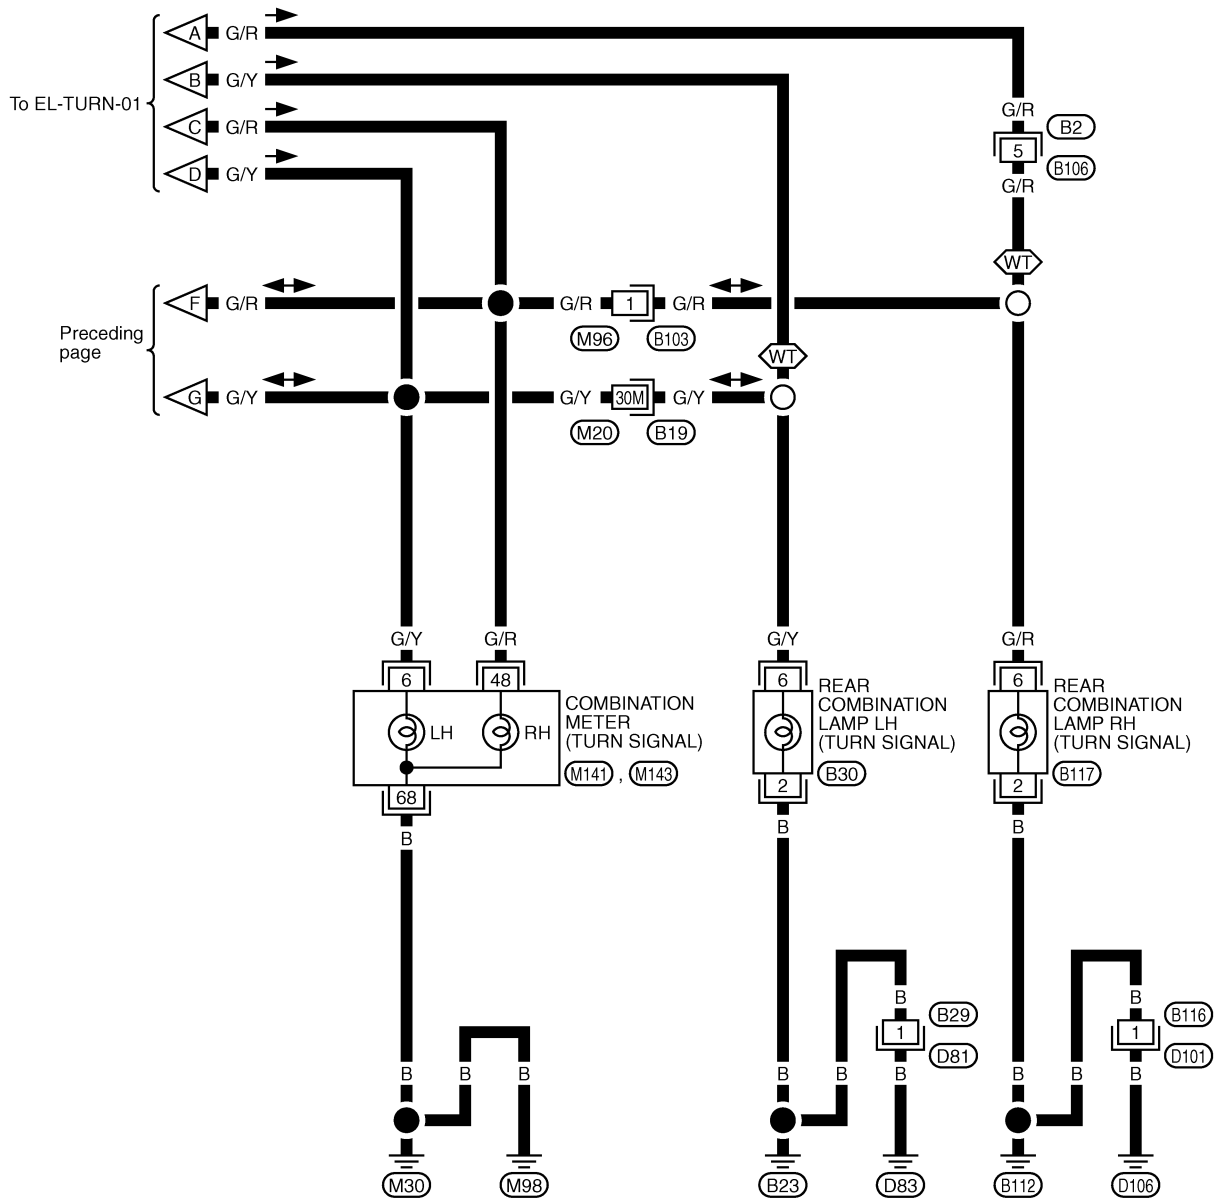 A G/R
B G/Y
To EL-TURN-01
C G/R
D G/Y
G/R
B2
5
B106
G/R
WT
F G/R G/R 1 G/R
M96 B103
Preceding
page
WT
G G/Y G/Y 30M G/Y
M20 B19
G/Y G/R G/Y G/R
6 48 6 6
COMBINATION
METER
(TURN SIGNAL)
M141 , M143
LH RH
REAR
COMBINATION
LAMP LH
(TURN SIGNAL)
B30
REAR
COMBINATION
LAMP RH
(TURN SIGNAL)
B117
68 2 2
B B B
B B
1 B29
D81
1 B116
D101
B B B B B B B B B
M30 M98 B23 D83 B112 D106